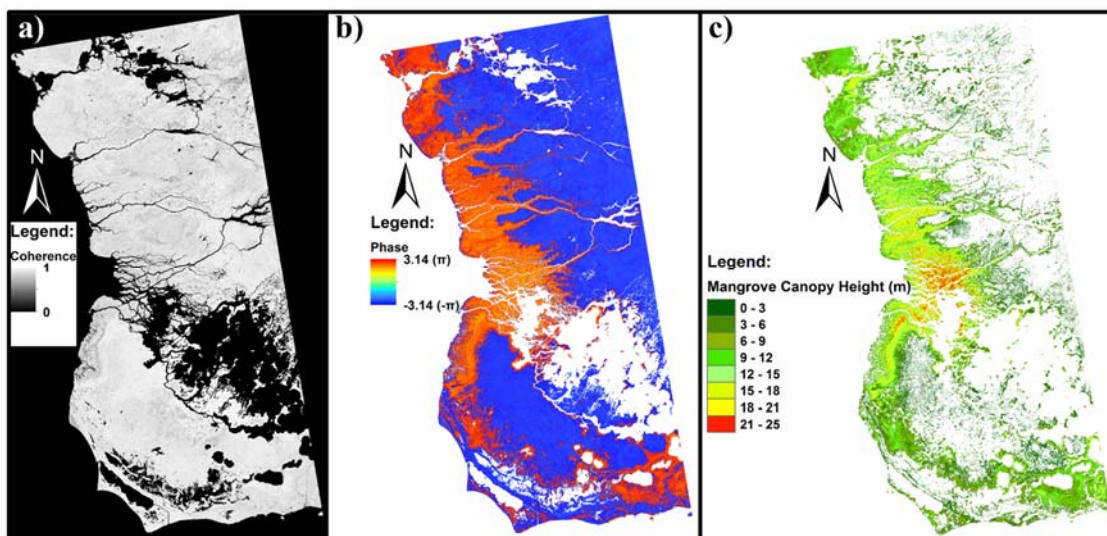 a)
N
Legend:
Coherence
1
0
b)
N
Legend:
Phase
3.14 (π)
-3.14 (-π)
c)
N
Legend:
Mangrove Canopy Height (m)
0 - 3
3 - 6
6 - 9
9 - 12
12 - 15
15 - 18
18 - 21
21 - 25